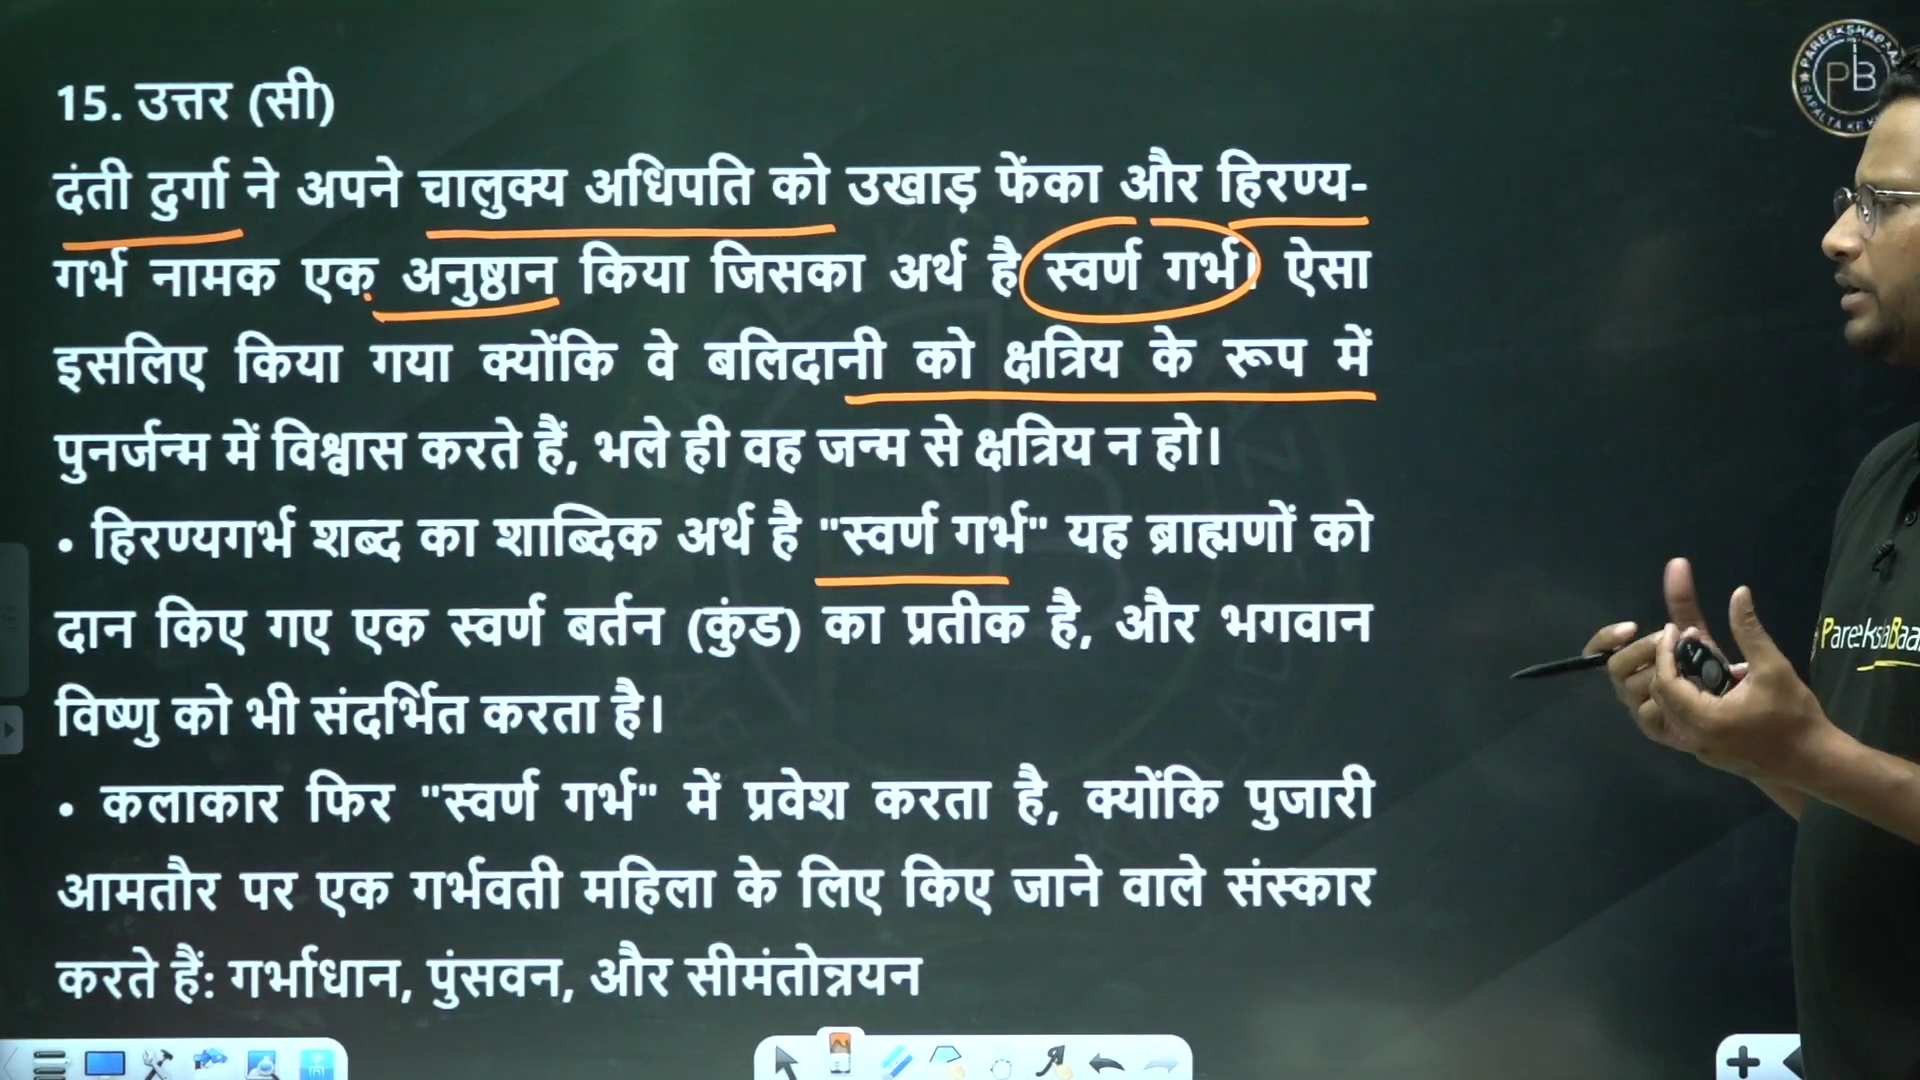 15. उत्तर (सी)
दंती दुर्गा ने अपने चालुक्य अधिपति को उखाड़ फेंका और हिरण्य-
गर्भ नामक एक अनुष्ठान किया जिसका अर्थ है स्वर्ण गर्भ। ऐसा
इसलिए किया गया क्योंकि वे बलिदानी को क्षत्रिय के रूप में
पुनर्जन्म में विश्वास करते हैं, भले ही वह जन्म से क्षत्रिय न हो।
• हिरण्यगर्भ शब्द का शाब्दिक अर्थ है "स्वर्ण गर्भ" यह ब्राह्मणों को
दान किए गए एक स्वर्ण बर्तन (कुंड) का प्रतीक है, और भगवान
विष्णु को भी संदर्भित करता है।
• कलाकार फिर "स्वर्ण गर्भ" में प्रवेश करता है, क्योंकि पुजारी
आमतौर पर एक गर्भवती महिला के लिए किए जाने वाले संस्कार
करते हैं: गर्भाधान, पुंसवन, और सीमंतोन्नयन
PB